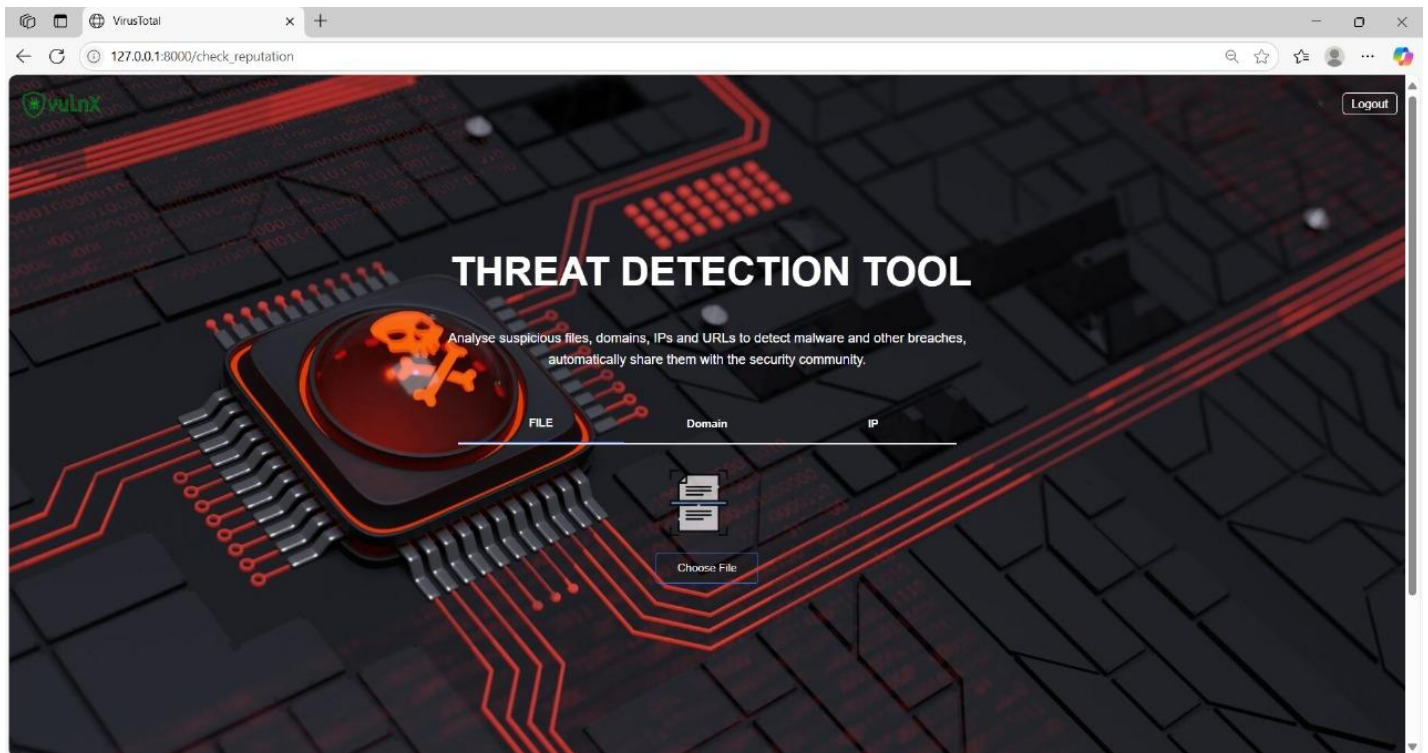 VirusTotal
127.0.0.1:8000/check_reputation
vulnX
Logout
THREAT DETECTION TOOL
Analyse suspicious files, domains, IPs and URLs to detect malware and other breaches,
automatically share them with the security community.
FILE Domain IP
Choose File